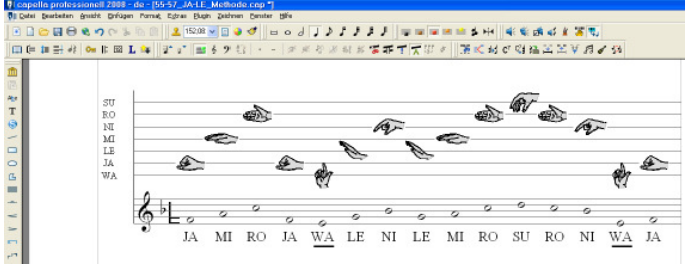 capella professionell 2008 - de - [55-57_JA-LE_Methode.cap *]
Datei Bearbeiten Ansicht Einfügen Format Extras Plugin Zeichnen Fenster Hilfe
152,08
SU
RO
NI
MI
LE
JA
WA
JA MI RO JA WA LE NI LE MI RO SU RO NI WA JA